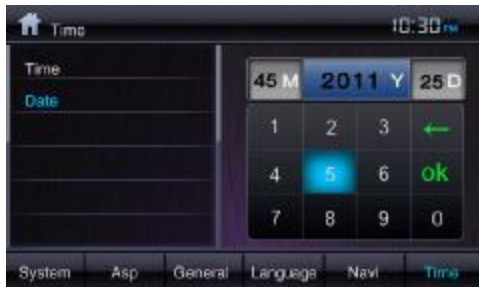 Time 10:30 PM
Time
Date
45 M 2011 Y 25 D
1 2 3 ←
4 5 6 ok
7 8 9 0
System Asp General Language Navi Time